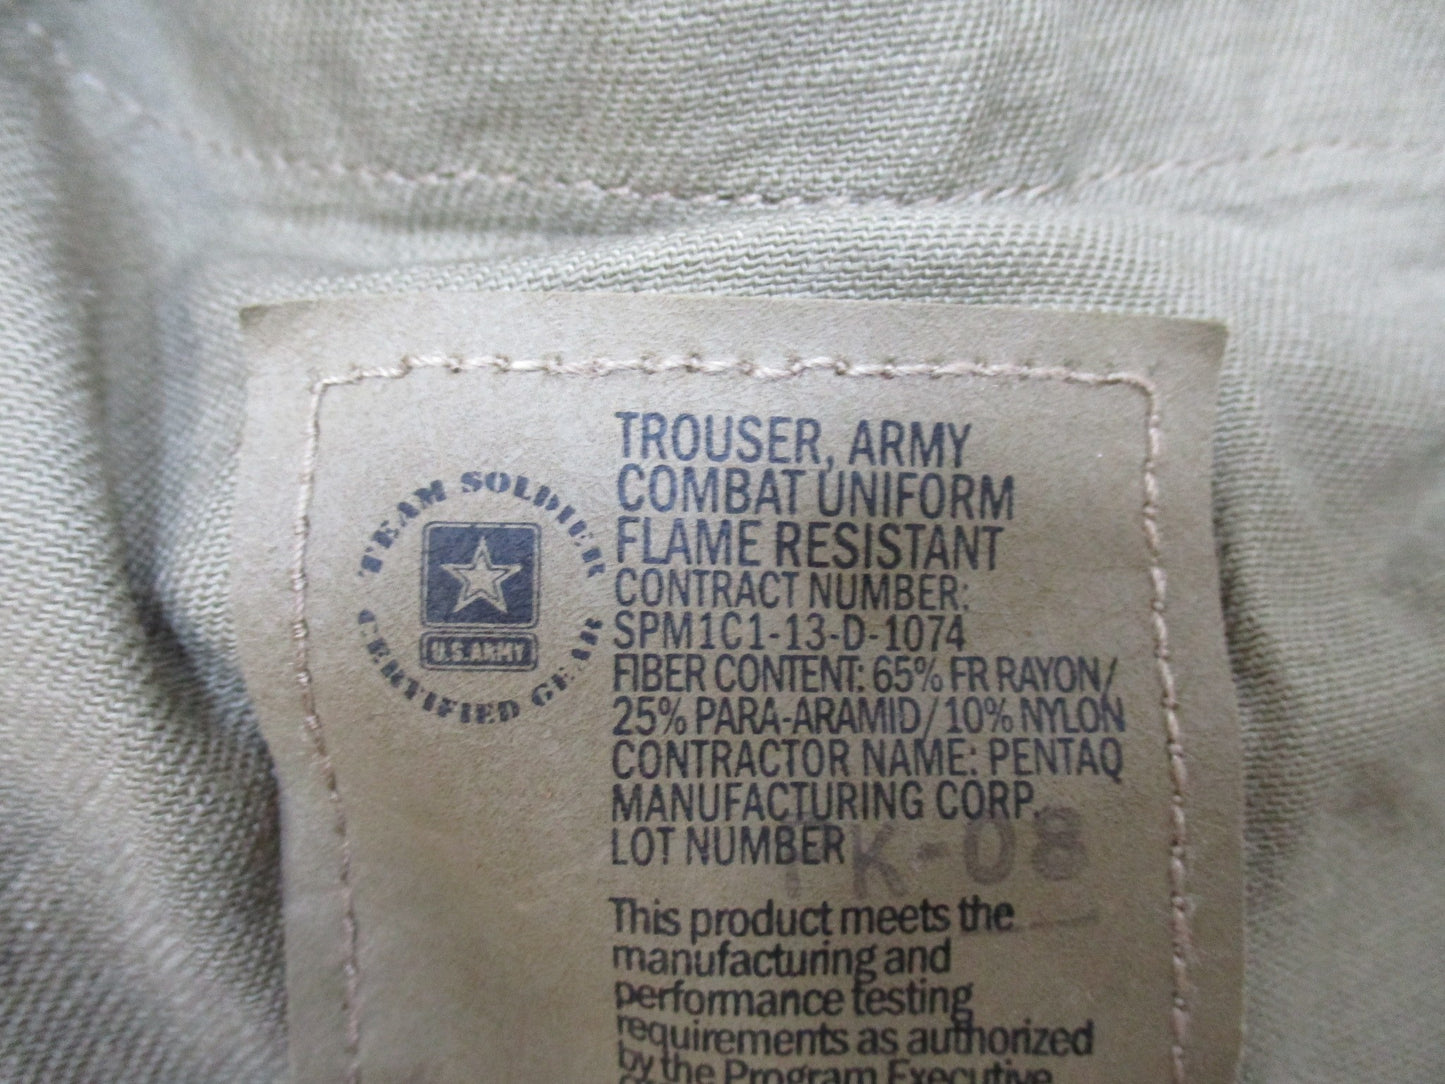 TEAM SOLDIER
CERTIFIED GEAR
U.S.ARMY
TROUSER, ARMY
COMBAT UNIFORM
FLAME RESISTANT
CONTRACT NUMBER:
SPM1C1-13-D-1074
FIBER CONTENT: 65% FR RAYON/
25% PARA-ARAMID/10% NYLON
CONTRACTOR NAME: PENTAQ
MANUFACTURING CORP.
LOT NUMBER K-08
This product meets the
manufacturing and
performance testing
requirements as authorized
by the Program Executive